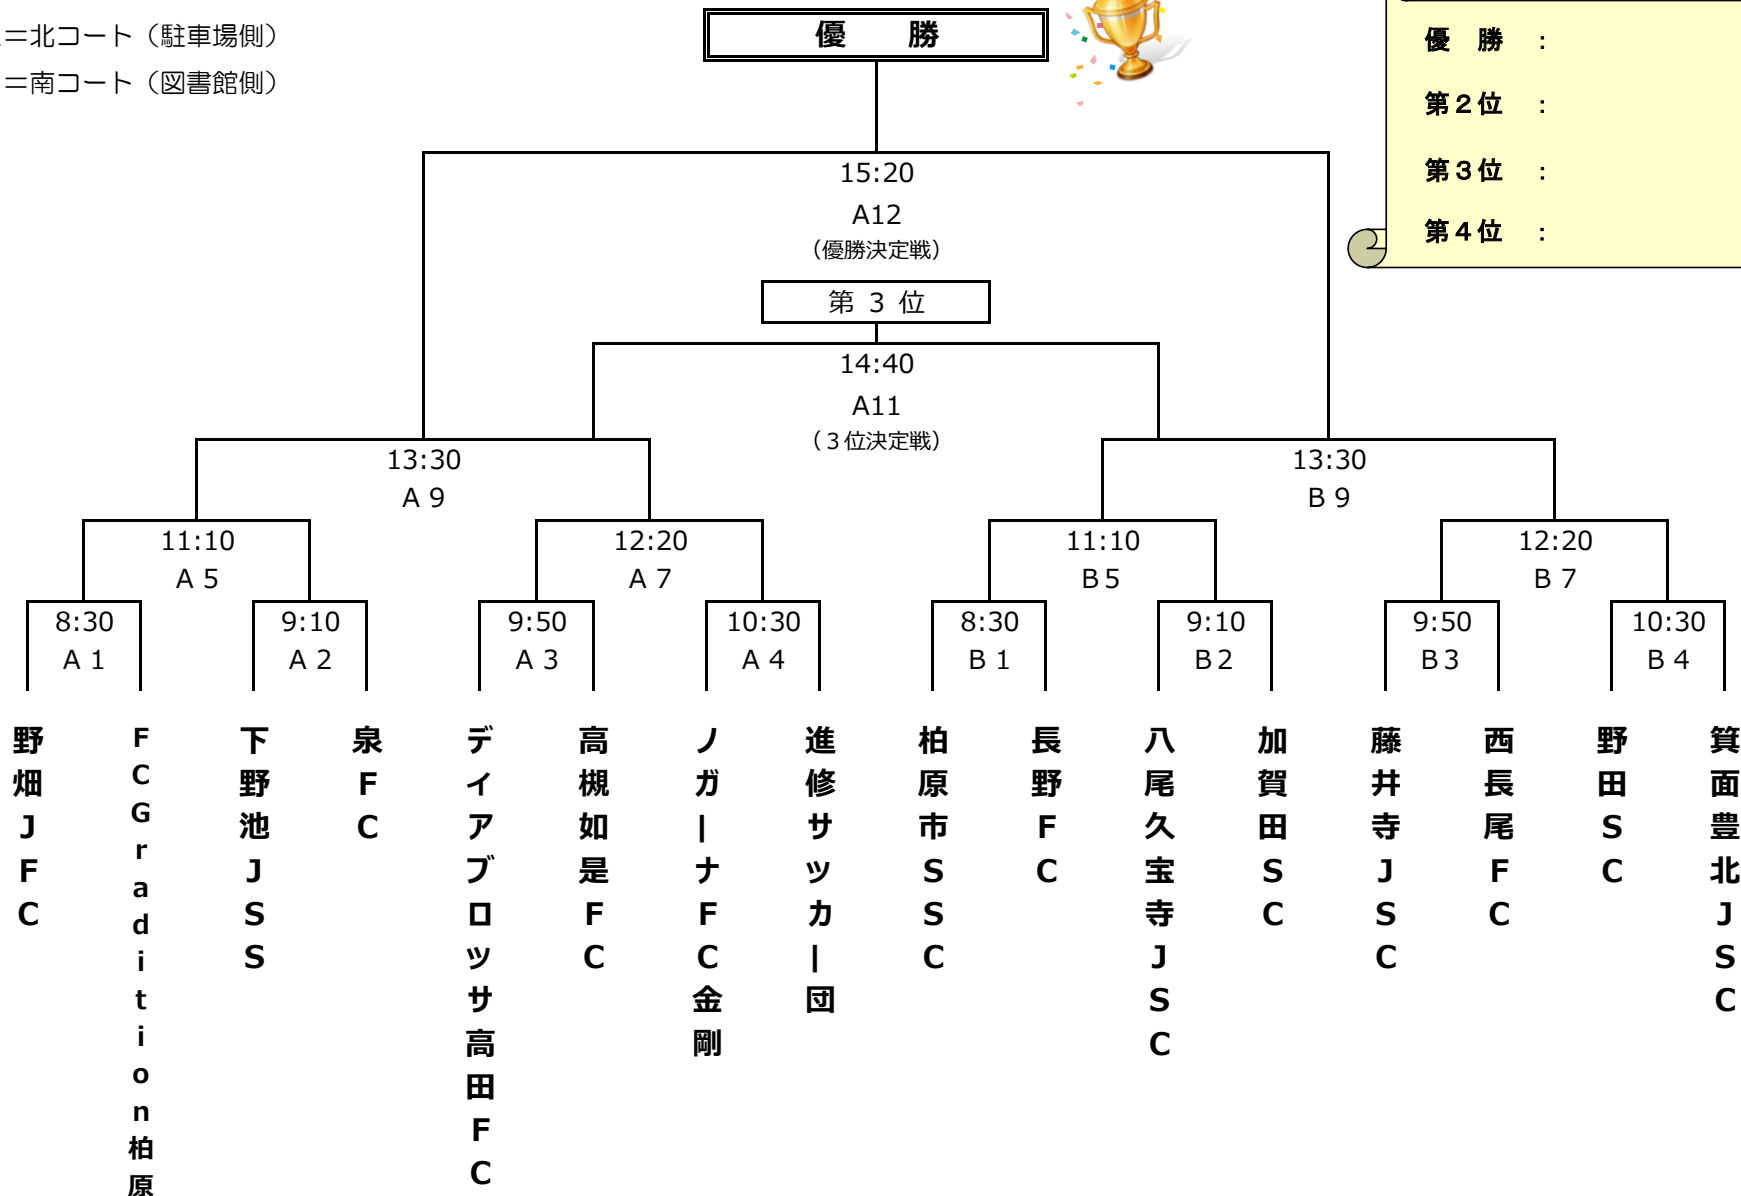 ＝北コート（駐車場側）
＝南コート（図書館側）
優　勝
優　勝　：
第２位　：
第３位　：
第４位　：
15:20
A12
（優勝決定戦）
第 3 位
14:40
A11
（３位決定戦）
13:30
A 9
13:30
B 9
11:10
A 5
12:20
A 7
11:10
B5
12:20
B 7
8:30
A 1
9:10
A 2
9:50
A 3
10:30
A 4
8:30
B 1
9:10
B2
9:50
B3
10:30
B 4
野畑ＪＦＣ
ＦＣＧｒａｄｉｔｉｏｎ柏原
下野池ＪＳＳ
泉ＦＣ
ディアブロッサ高田ＦＣ
高槻如是ＦＣ
ノガーナＦＣ金剛
進修サッカー団
柏原市ＳＳＣ
長野ＦＣ
八尾久宝寺ＪＳＣ
加賀田ＳＣ
藤井寺ＪＳＣ
西長尾ＦＣ
野田ＳＣ
箕面豊北ＪＳＣ